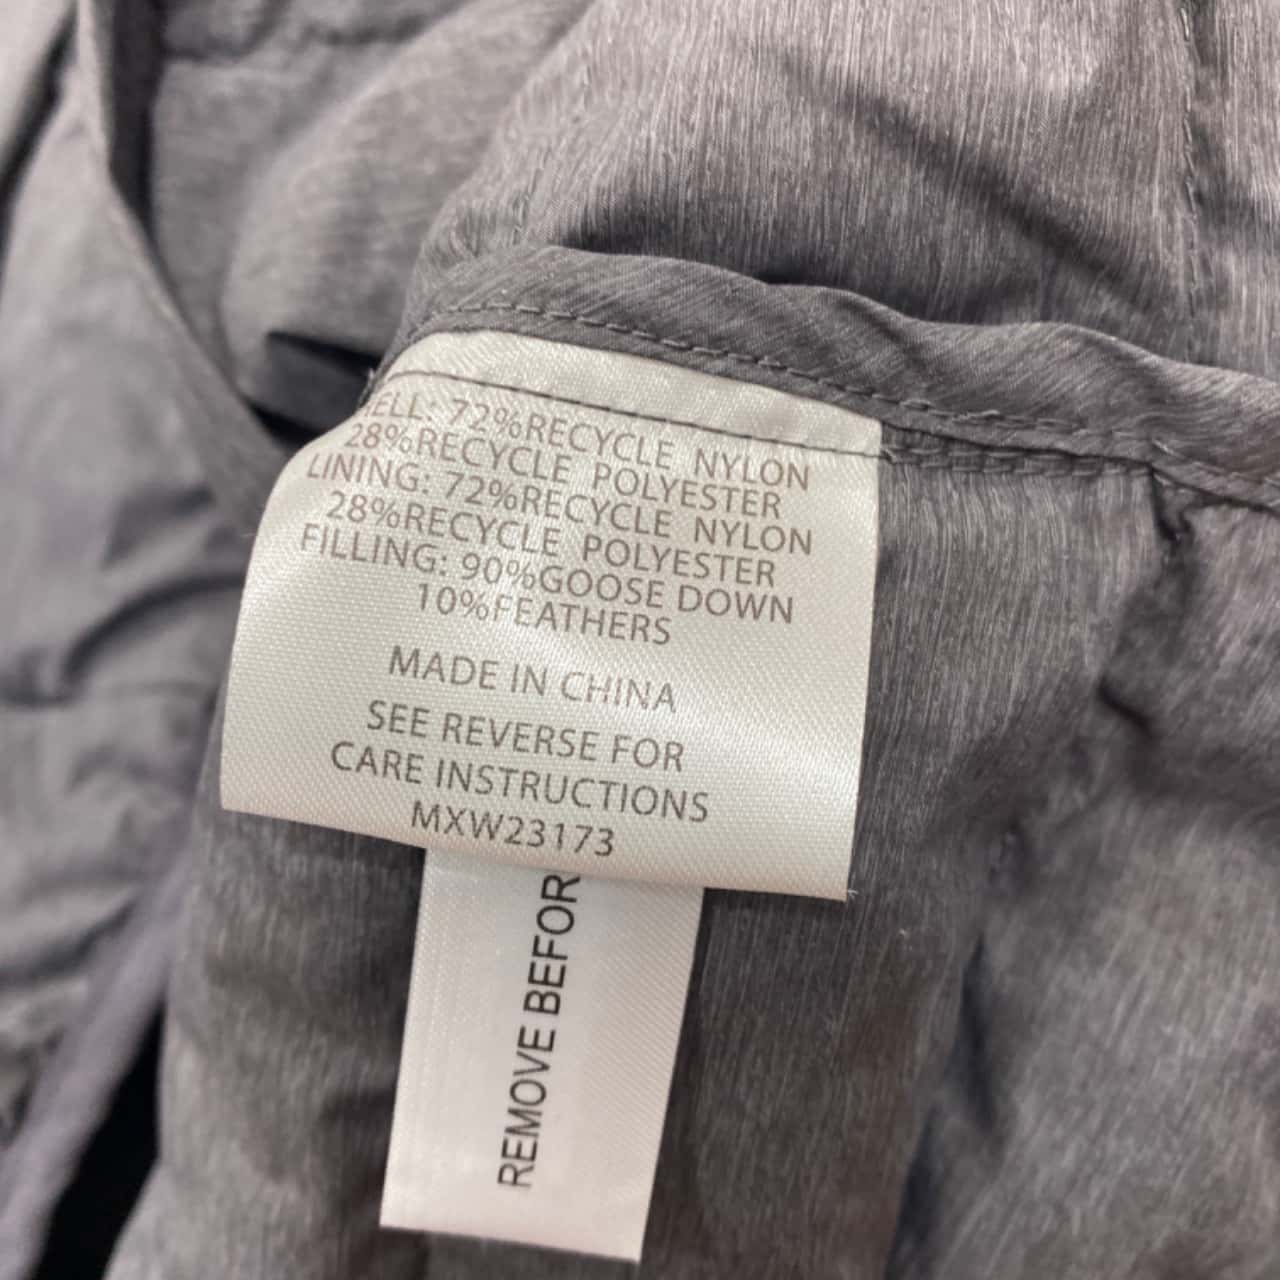 HELL: 72%RECYCLE NYLON
28%RECYCLE POLYESTER
LINING: 72%RECYCLE NYLON
28%RECYCLE POLYESTER
FILLING: 90%GOOSE DOWN
10%FEATHERS
MADE IN CHINA
SEE REVERSE FOR
CARE INSTRUCTIONS
MXW23173
REMOVE BEFOR